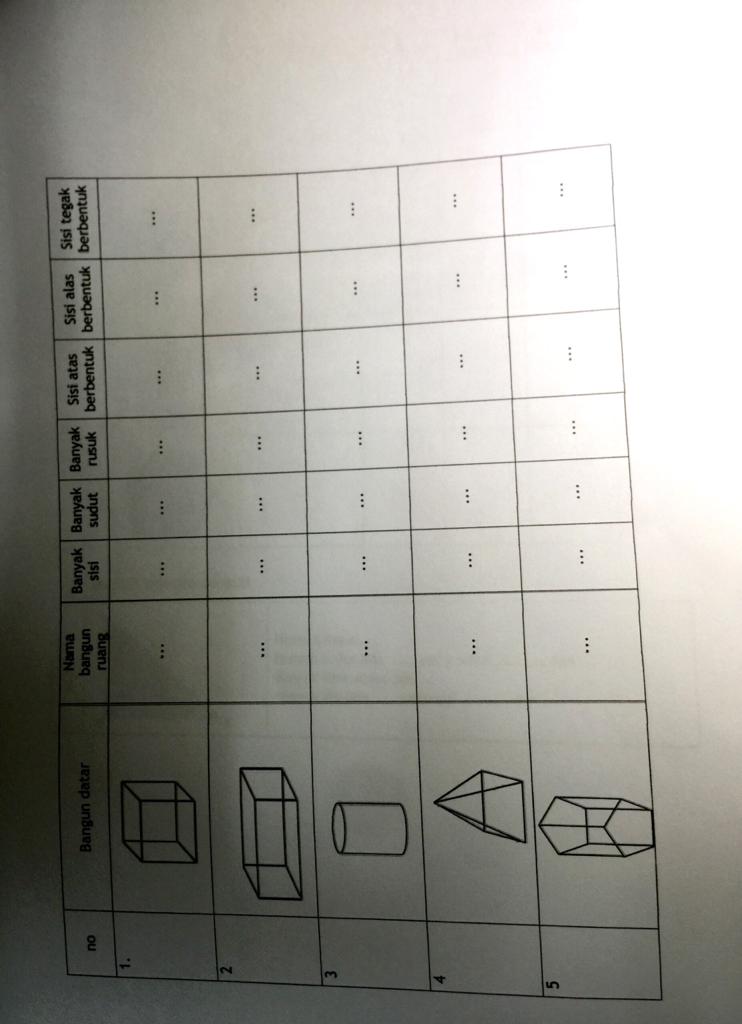 no
Bangun datar
Nama
bangun
ruang
Banyak
sisi
Banyak
sudut
Banyak
rusuk
Sisi atas
berbentuk
Sisi alas
berbentuk
Sisi tegak
berbentuk
1.
... ... ... ... ... ... ...
2
... ... ... ... ... ... ...
3
... ... ... ... ... ... ...
4
... ... ... ... ... ... ...
5
... ... ... ... ... ... ...